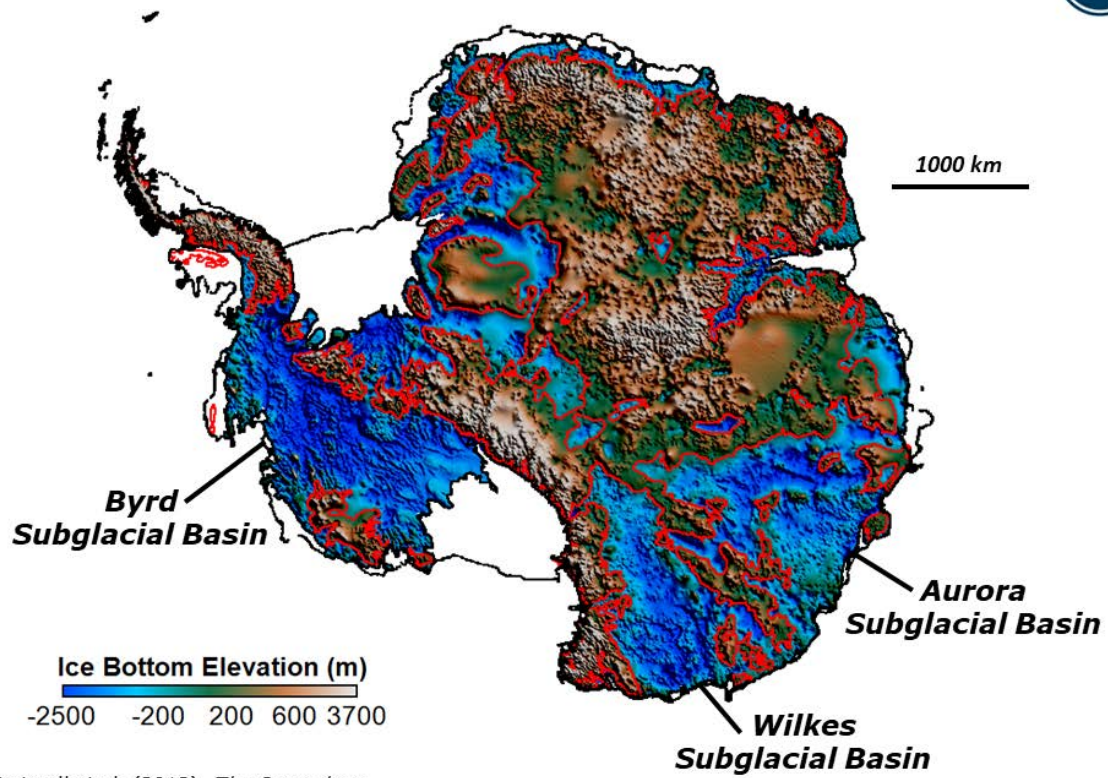 1000 km
Byrd
Subglacial Basin
Aurora
Subglacial Basin
Ice Bottom Elevation (m)
-2500 -200 200 600 3700
Wilkes
Subglacial Basin